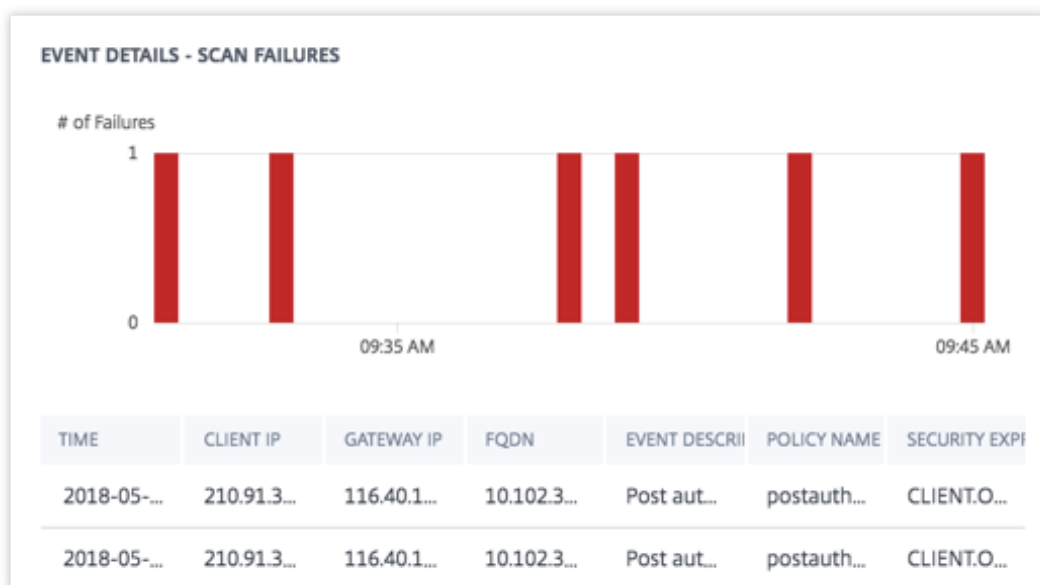 EVENT DETAILS - SCAN FAILURES
# of Failures
1
0
09:35 AM 09:45 AM
TIME CLIENT IP GATEWAY IP FQDN EVENT DESCRI POLICY NAME SECURITY EXP
2018-05-... 210.91.3... 116.40.1... 10.102.3... Post aut... postauth... CLIENT.O...
2018-05-... 210.91.3... 116.40.1... 10.102.3... Post aut... postauth... CLIENT.O...